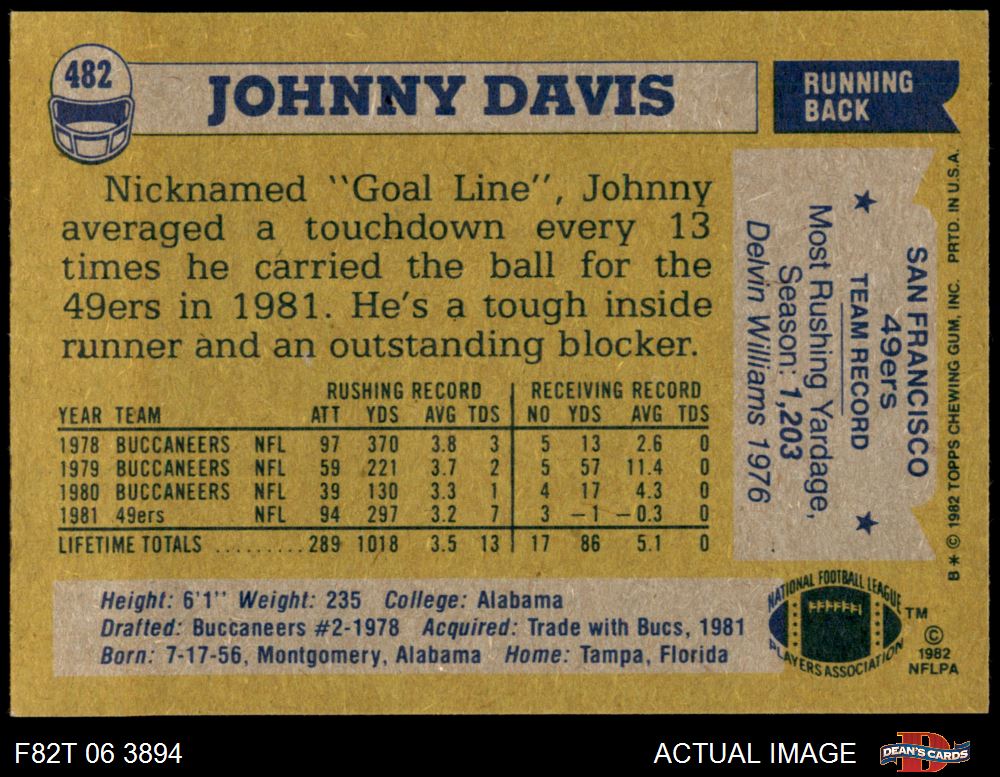 482
JOHNNY DAVIS
RUNNING
BACK
Nicknamed ''Goal Line'', Johnny
averaged a touchdown every 13
times he carried the ball for the
49ers in 1981. He's a tough inside
runner and an outstanding blocker.
RUSHING RECORD RECEIVING RECORD
YEAR TEAM ATT YDS AVG TDS NO YDS AVG TDS
1978 BUCCANEERS NFL 97 370 3.8 3 5 13 2.6 0
1979 BUCCANEERS NFL 59 221 3.7 2 5 57 11.4 0
1980 BUCCANEERS NFL 39 130 3.3 1 4 17 4.3 0
1981 49ers NFL 94 297 3.2 7 3 –1 –0.3 0
LIFETIME TOTALS .......... 289 1018 3.5 13 17 86 5.1 0
Height: 6'1'' Weight: 235 College: Alabama
Drafted: Buccaneers #2-1978 Acquired: Trade with Bucs, 1981
Born: 7-17-56, Montgomery, Alabama Home: Tampa, Florida
SAN FRANCISCO
49ers
★ TEAM RECORD ★
Most Rushing Yardage,
Season: 1,203
Delvin Williams 1976
B * © 1982 TOPPS CHEWING GUM, INC. PRTD. IN U.S.A.
NATIONAL FOOTBALL LEAGUE
PLAYERS ASSOCIATION
TM
©
1982
NFLPA
F82T 06 3894
ACTUAL IMAGE
D
DEAN'S CARDS